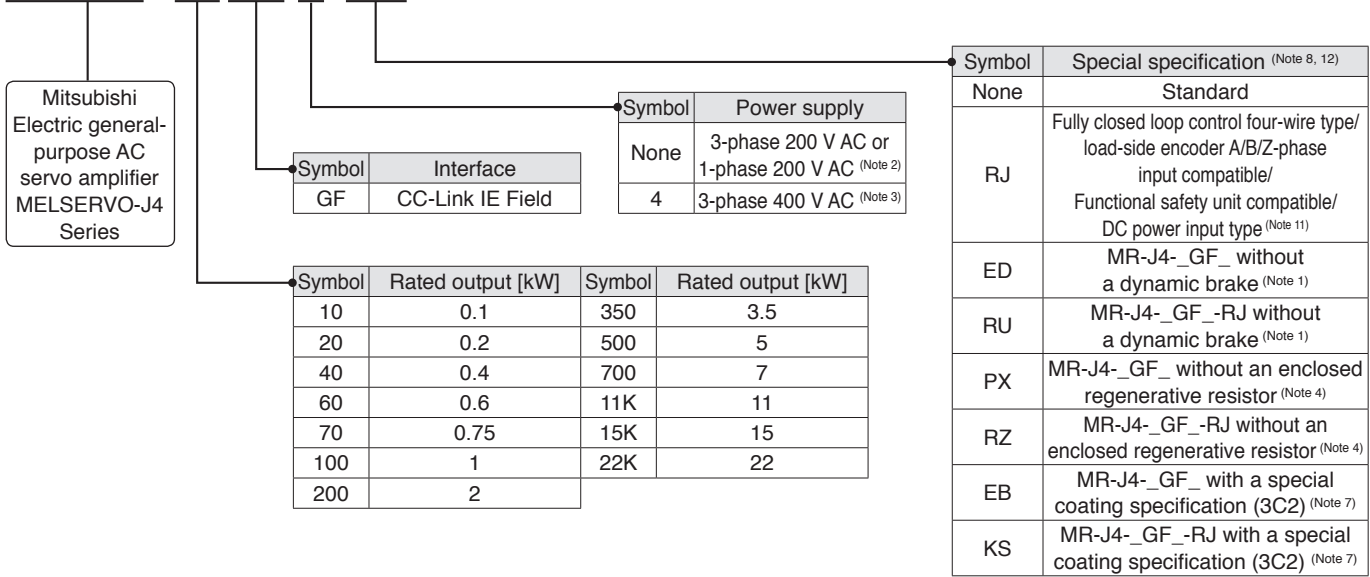 Mitsubishi
Electric general-
purpose AC
servo amplifier
MELSERVO-J4
Series
Symbol Interface
GF CC-Link IE Field
Symbol Power supply
None 3-phase 200 V AC or
1-phase 200 V AC (Note 2)
4 3-phase 400 V AC (Note 3)
Symbol Rated output [kW] Symbol Rated output [kW]
10 0.1 350 3.5
20 0.2 500 5
40 0.4 700 7
60 0.6 11K 11
70 0.75 15K 15
100 1 22K 22
200 2
Symbol Special specification (Note 8, 12)
None Standard
RJ Fully closed loop control four-wire type/
load-side encoder A/B/Z-phase
input compatible/
Functional safety unit compatible/
DC power input type (Note 11)
ED MR-J4-_GF_ without
a dynamic brake (Note 1)
RU MR-J4-_GF_-RJ without
a dynamic brake (Note 1)
PX MR-J4-_GF_ without an enclosed
regenerative resistor (Note 4)
RZ MR-J4-_GF_-RJ without an
enclosed regenerative resistor (Note 4)
EB MR-J4-_GF_ with a special
coating specification (3C2) (Note 7)
KS MR-J4-_GF_-RJ with a special
coating specification (3C2) (Note 7)